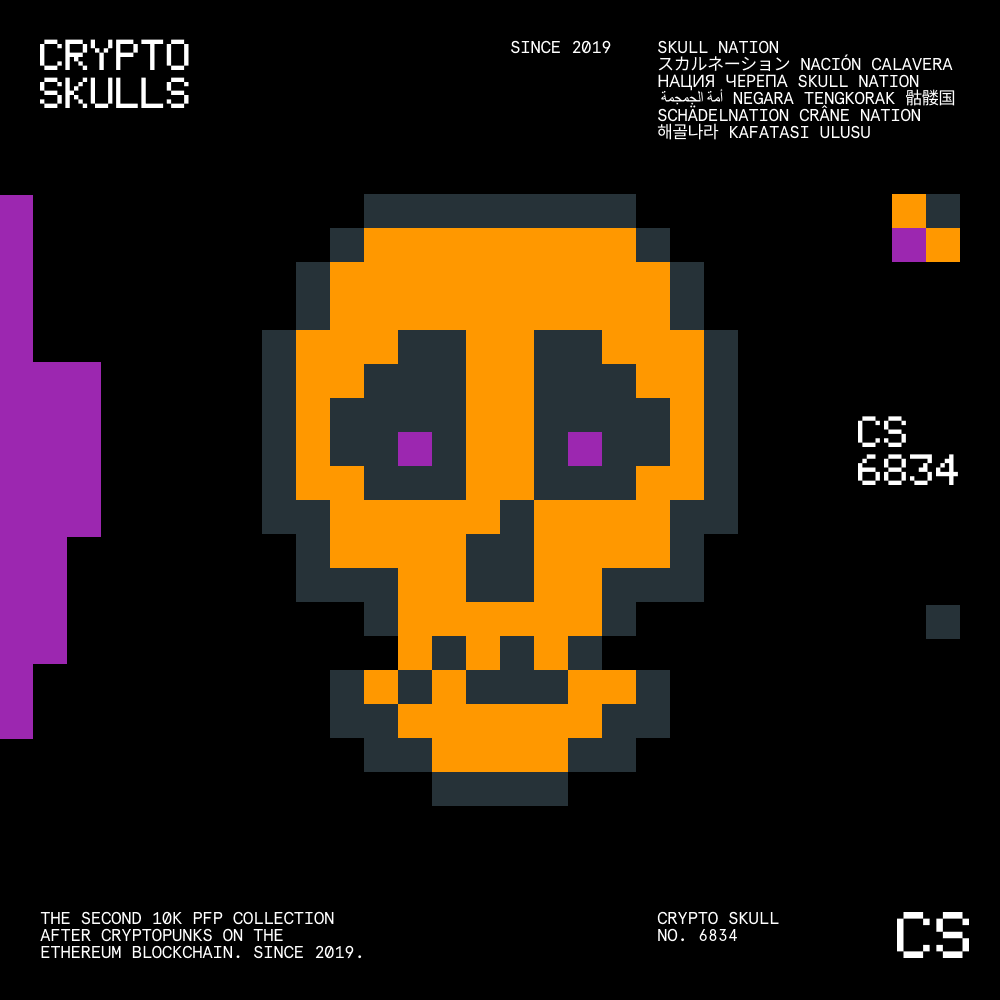 CRYPTO
SKULLS
SINCE 2019
SKULL NATION
スカルネーション NACIÓN CALAVERA
НАЦИЯ ЧЕРЕПА SKULL NATION
أمة الجمجمة NEGARA TENGKORAK 骷髅国
SCHÄDELNATION CRÂNE NATION
해골나라 KAFATASI ULUSU
CS
6834
THE SECOND 10K PFP COLLECTION
AFTER CRYPTOPUNKS ON THE
ETHEREUM BLOCKCHAIN. SINCE 2019.
CRYPTO SKULL
NO. 6834
CS